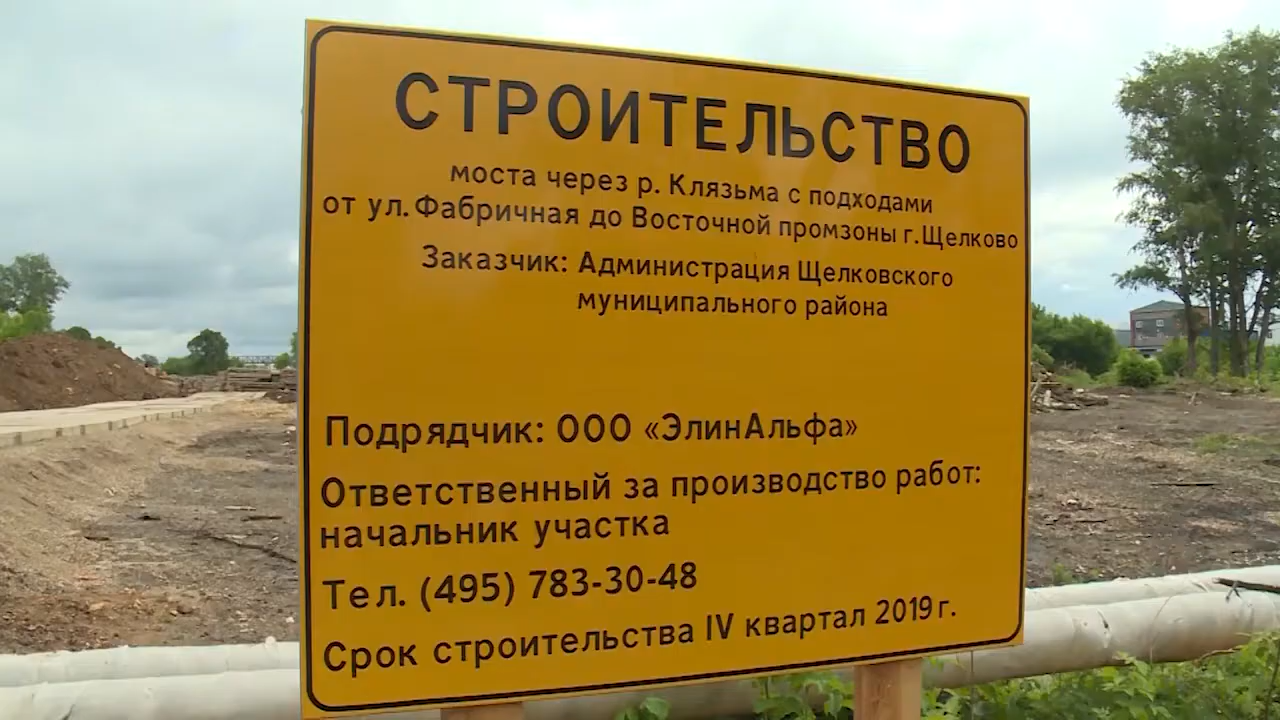 СТРОИТЕЛЬСТВО
моста через р. Клязьма с подходами
от ул. Фабричная до Восточной промзоны г.Щелково
Заказчик: Администрация Щелковского
муниципального района
Подрядчик: ООО «ЭлинАльфа»
Ответственный за производство работ:
начальник участка
Тел. (495) 783-30-48
Срок строительства IV квартал 2019 г.